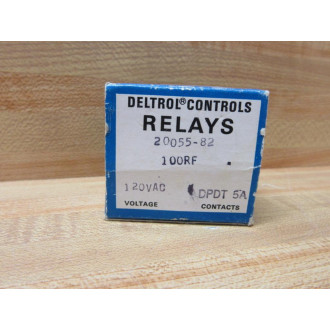 DELTROL® CONTROLS
RELAYS
20055-82
100RF
120VAC DPDT 5A
VOLTAGE CONTACTS